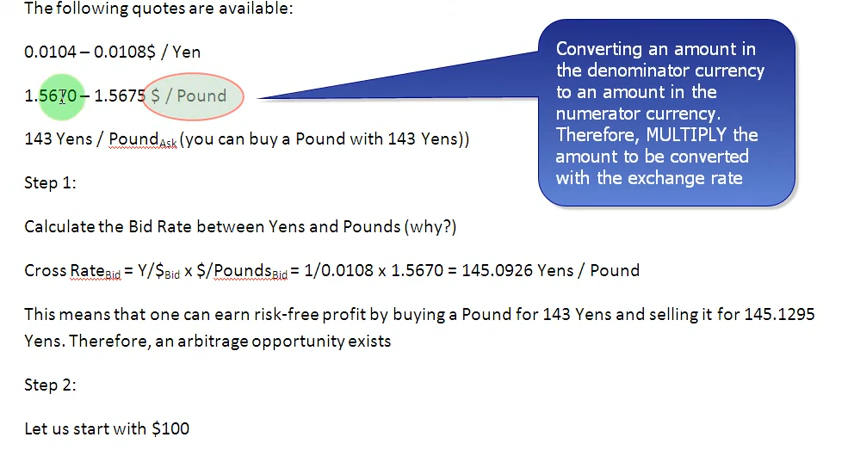 The following quotes are available:
0.0104 – 0.0108$ / Yen
1.5670 – 1.5675 $ / Pound
143 Yens / PoundAsk (you can buy a Pound with 143 Yens))
Step 1:
Calculate the Bid Rate between Yens and Pounds (why?)
Cross RateBid = Y/$Bid x $/PoundsBid = 1/0.0108 x 1.5670 = 145.0926 Yens / Pound
This means that one can earn risk-free profit by buying a Pound for 143 Yens and selling it for 145.1295
Yens. Therefore, an arbitrage opportunity exists
Step 2:
Let us start with $100
Converting an amount in
the denominator currency
to an amount in the
numerator currency.
Therefore, MULTIPLY the
amount to be converted
with the exchange rate